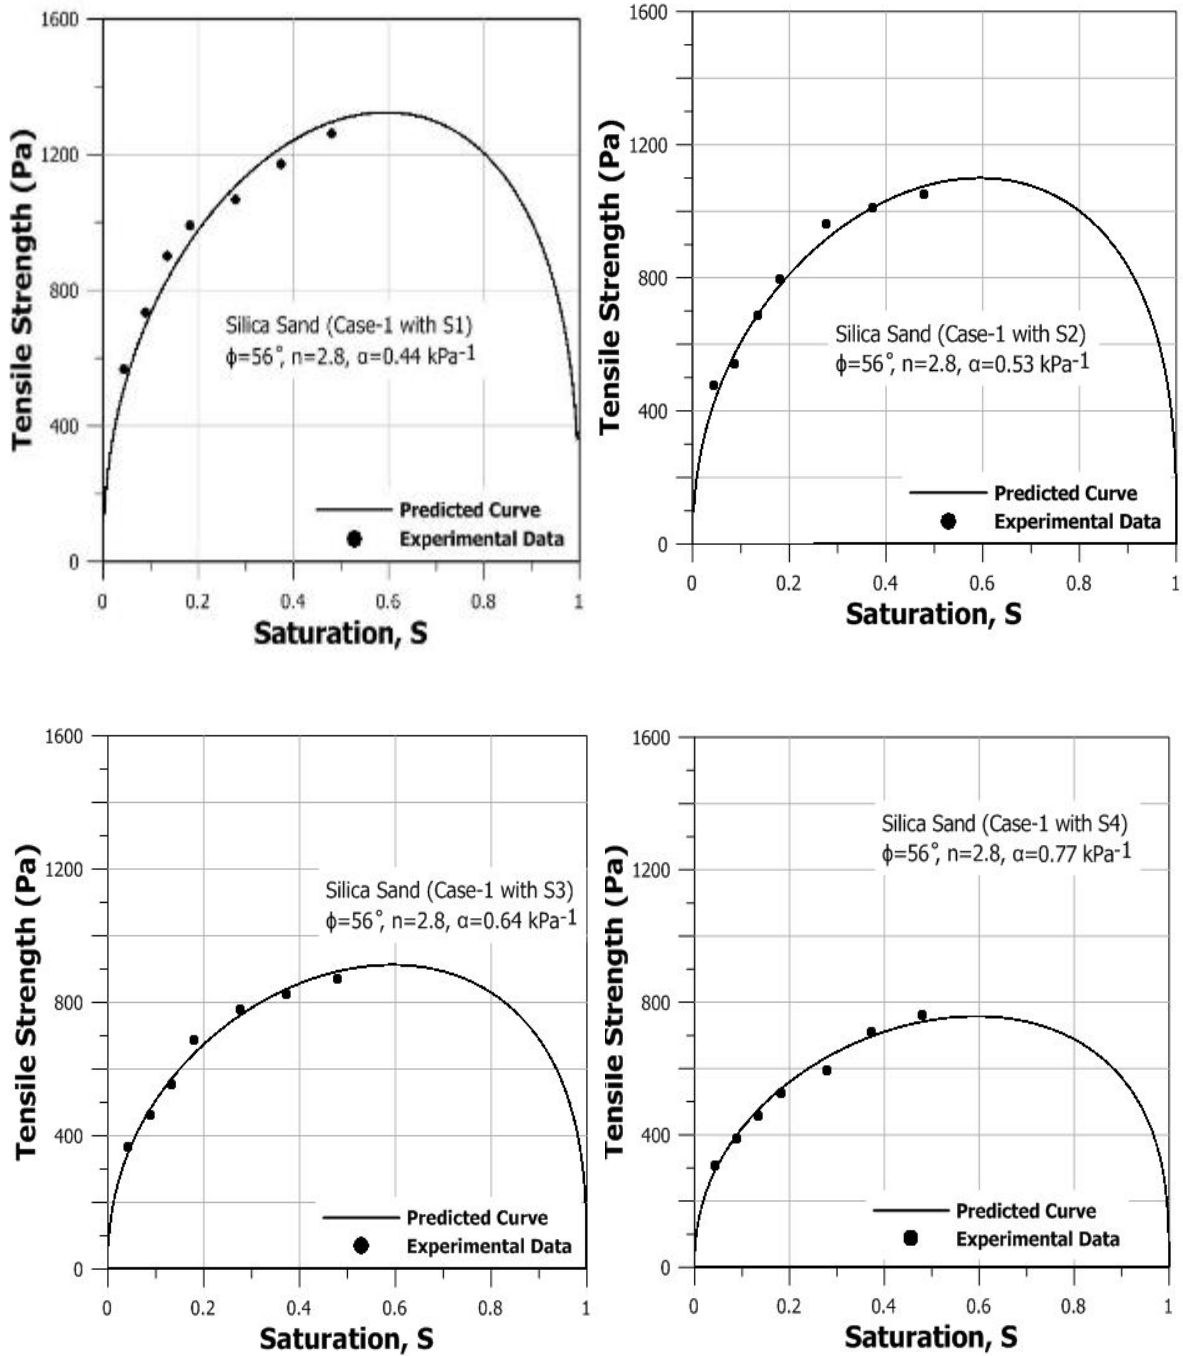 1600
1200
800
400
0
Tensile Strength (Pa)
Silica Sand (Case-1 with S1)
ϕ=56°, n=2.8, α=0.44 kPa-1
Predicted Curve
Experimental Data
0 0.2 0.4 0.6 0.8 1
Saturation, S
1600
1200
800
400
0
Tensile Strength (Pa)
Silica Sand (Case-1 with S2)
ϕ=56°, n=2.8, α=0.53 kPa-1
Predicted Curve
Experimental Data
0 0.2 0.4 0.6 0.8 1
Saturation, S
1600
1200
800
400
0
Tensile Strength (Pa)
Silica Sand (Case-1 with S3)
ϕ=56°, n=2.8, α=0.64 kPa-1
Predicted Curve
Experimental Data
0 0.2 0.4 0.6 0.8 1
Saturation, S
1600
1200
800
400
0
Tensile Strength (Pa)
Silica Sand (Case-1 with S4)
ϕ=56°, n=2.8, α=0.77 kPa-1
Predicted Curve
Experimental Data
0 0.2 0.4 0.6 0.8 1
Saturation, S